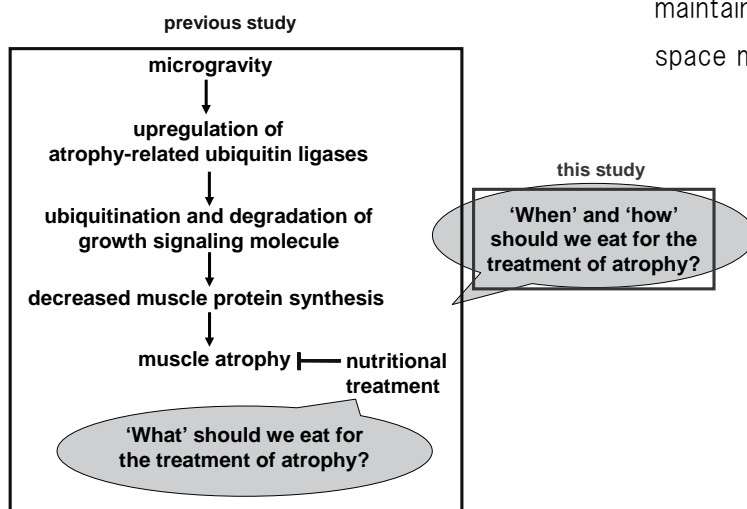 maintain
space m
previous study
microgravity
upregulation of
atrophy-related ubiquitin ligases
ubiquitination and degradation of
growth signaling molecule
decreased muscle protein synthesis
muscle atrophy
nutritional
treatment
'What' should we eat for
the treatment of atrophy?
this study
'When' and 'how'
should we eat for the
treatment of atrophy?